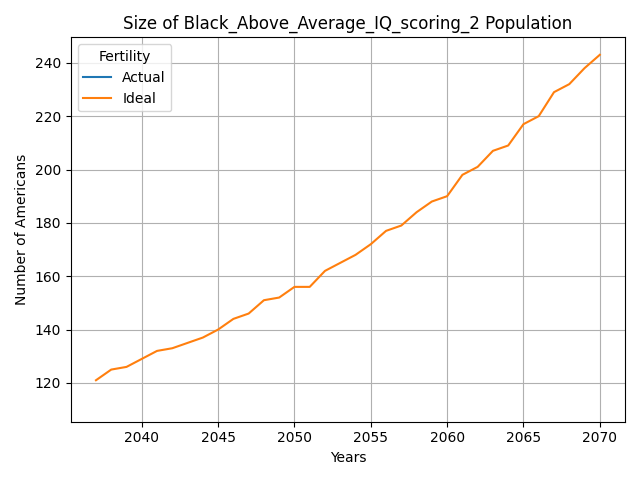 Size of Black_Above_Average_IQ_scoring_2 Population
Fertility
Actual
Ideal
Number of Americans
240
220
200
180
160
140
120
2040 2045 2050 2055 2060 2065 2070
Years